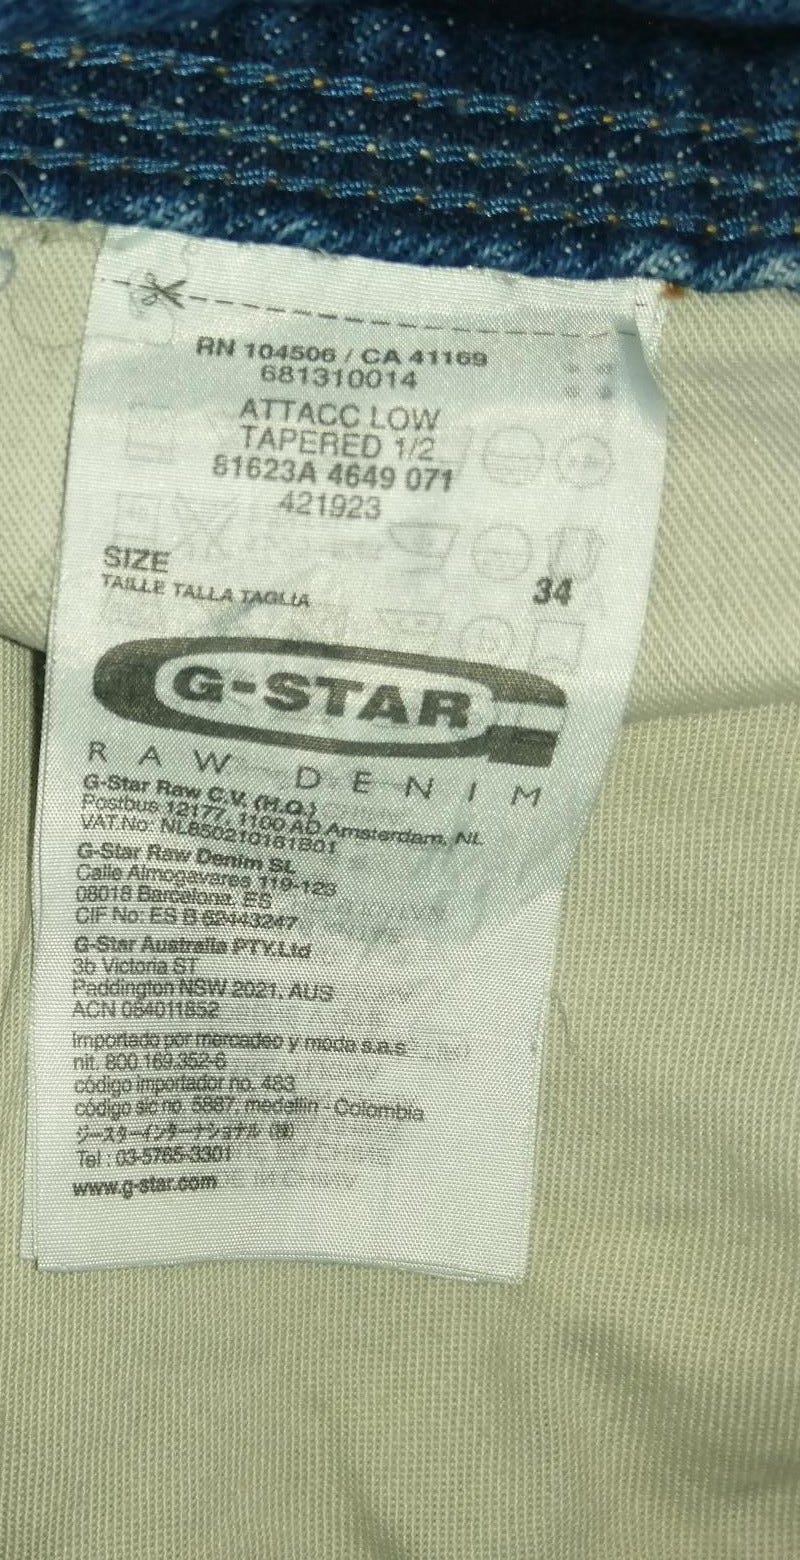 RN 104506 / CA 41169
681310014
ATTACC LOW
TAPERED 1/2
81623A 4649 071
421923
SIZE
TAILLE TALLA TAGLIA
34
G-STAR
RAW DENIM
G-Star Raw C.V. (H.Q.)
Postbus 12177, 1100 AD Amsterdam, NL
VAT.No: NL850210161B01
G-Star Raw Denim SL
Calle Almogavares 119-123
08018 Barcelona, ES
CIF No: ES B 62443247
G-Star Australia PTY.Ltd
3b Victoria ST
Paddington NSW 2021, AUS
ACN 064011852
Importado por mercadeo y moda s.a.s
nit. 800.169.352-6
código importador no. 483
código sic no. 5887, medellin - Colombia
ジースターインターナショナル (株)
Tel : 03-5765-3301
www.g-star.com